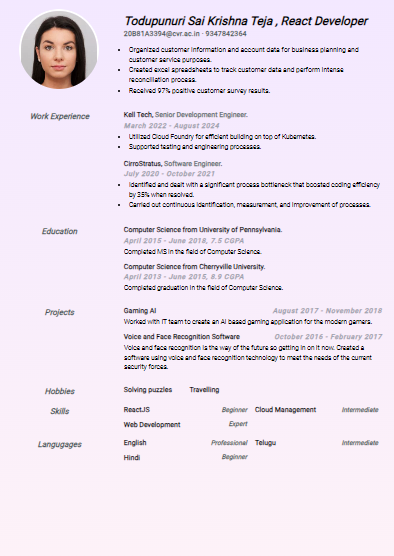 Todupunuri Sai Krishna Teja , React Developer
20B81A3394@cvr.ac.in · 9347842364
• Organized customer information and account data for business planning and
customer service purposes.
• Created excel spreadsheets to track customer data and perform intense
reconciliation process.
• Received 97% positive customer survey results.
Work Experience
Kell Tech, Senior Development Engineer.
March 2022 - August 2024
• Utilized Cloud Foundry for efficient building on top of Kubernetes.
• Supported testing and engineering processes.
CirroStratus, Software Engineer.
July 2020 - October 2021
• Identified and dealt with a significant process bottleneck that boosted coding efficiency
by 35% when resolved.
• Carried out continuous identification, measurement, and improvement of processes.
Education
Computer Science from University of Pennsylvania.
April 2015 - June 2018, 7.5 CGPA
Completed MS in the field of Computer Science.
Computer Science from Cherryville University.
April 2013 - June 2015, 8.9 CGPA
Completed graduation in the field of Computer Science.
Projects
Gaming AI August 2017 - November 2018
Worked with IT team to create an AI based gaming application for the modern gamers.
Voice and Face Recognition Software October 2016 - February 2017
Voice and face recognition is the way of the future so getting in on it now. Created a
software using voice and face recognition technology to meet the needs of the current
security forces.
Hobbies
Solving puzzles Travelling
Skills
ReactJS Beginner Cloud Management Intermediate
Web Development Expert
Langugages
English Professional Telugu Intermediate
Hindi Beginner